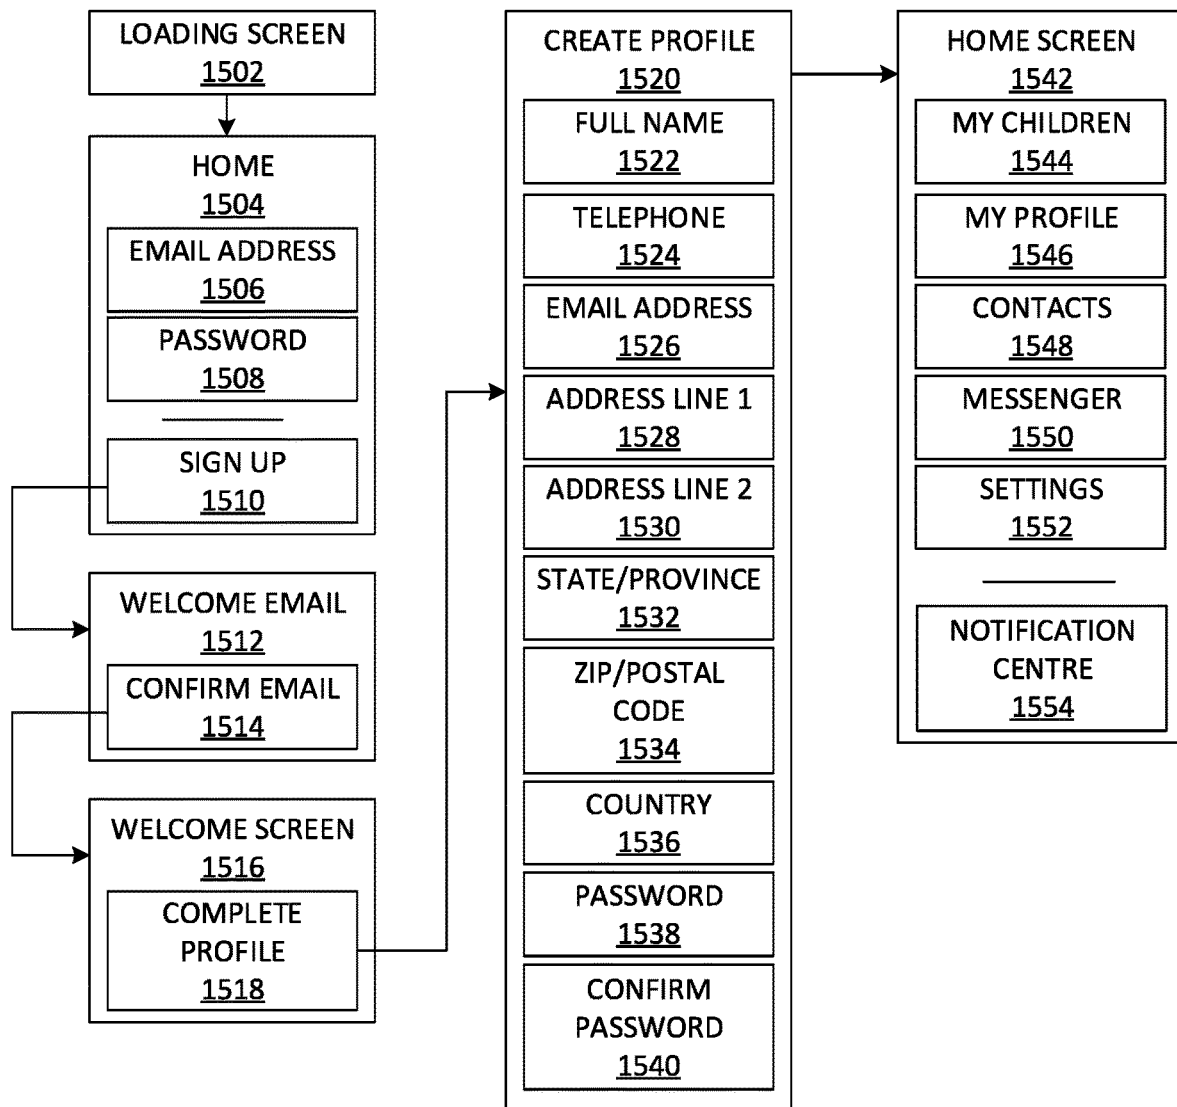 LOADING SCREEN
1502
HOME
1504
EMAIL ADDRESS
1506
PASSWORD
1508
SIGN UP
1510
WELCOME EMAIL
1512
CONFIRM EMAIL
1514
WELCOME SCREEN
1516
COMPLETE
PROFILE
1518
CREATE PROFILE
1520
FULL NAME
1522
TELEPHONE
1524
EMAIL ADDRESS
1526
ADDRESS LINE 1
1528
ADDRESS LINE 2
1530
STATE/PROVINCE
1532
ZIP/POSTAL
CODE
1534
COUNTRY
1536
PASSWORD
1538
CONFIRM
PASSWORD
1540
HOME SCREEN
1542
MY CHILDREN
1544
MY PROFILE
1546
CONTACTS
1548
MESSENGER
1550
SETTINGS
1552
NOTIFICATION
CENTRE
1554